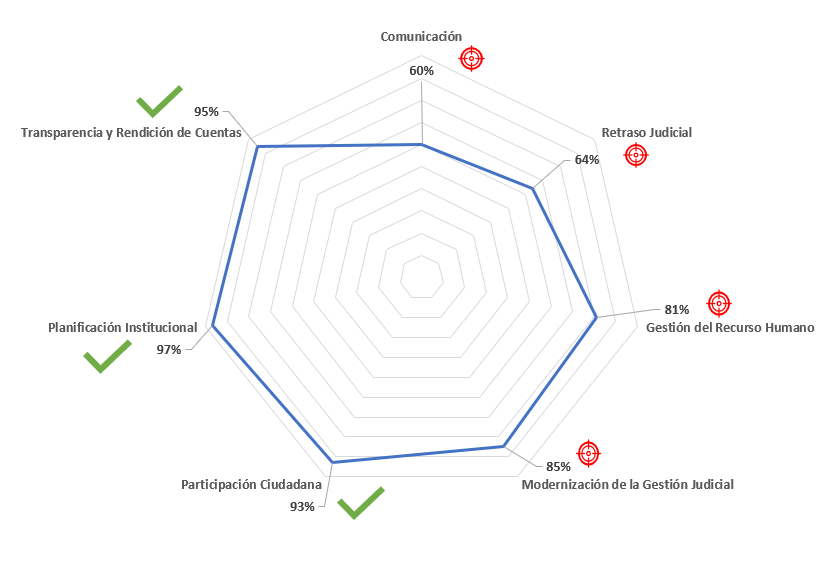 Comunicación
60%
Retraso Judicial
64%
81%
Gestión del Recurso Humano
85%
Modernización de la Gestión Judicial
Participación Ciudadana
93%
Planificación Institucional
97%
95%
Transparencia y Rendición de Cuentas